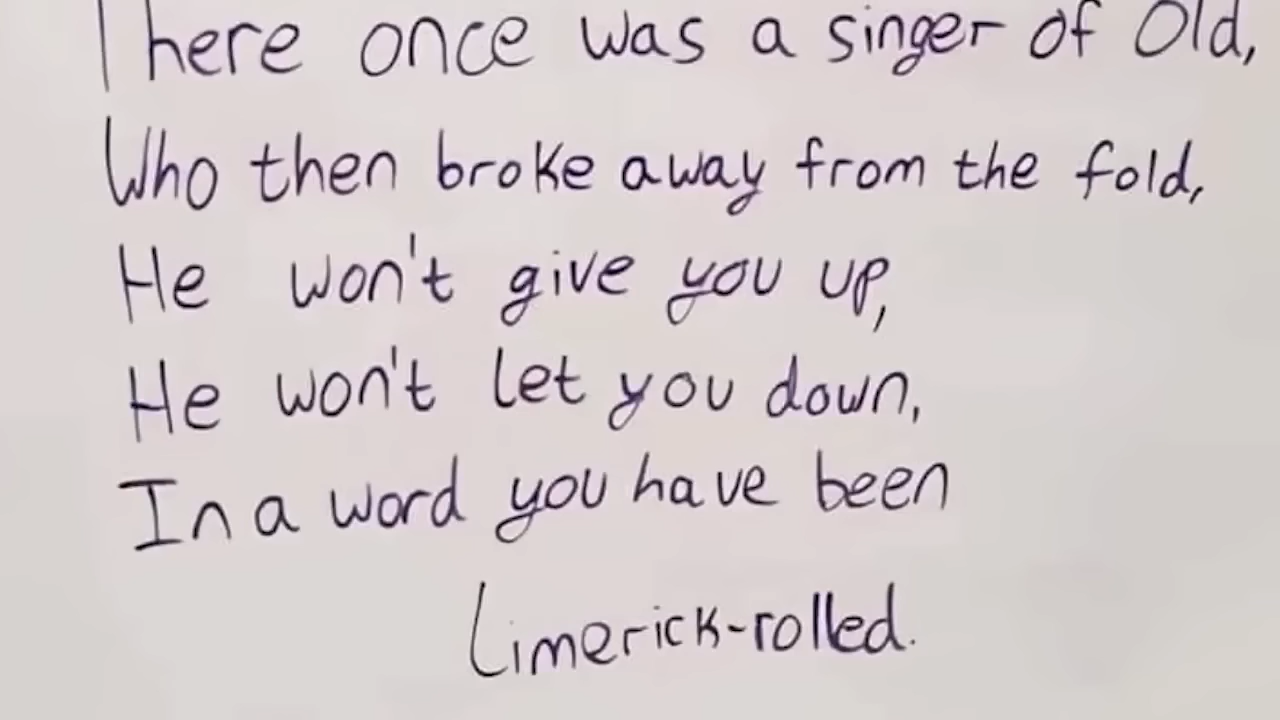 There once was a singer of Old,
Who then broke away from the fold,
He won't give you up,
He won't let you down,
In a word you have been
Limerick-rolled.